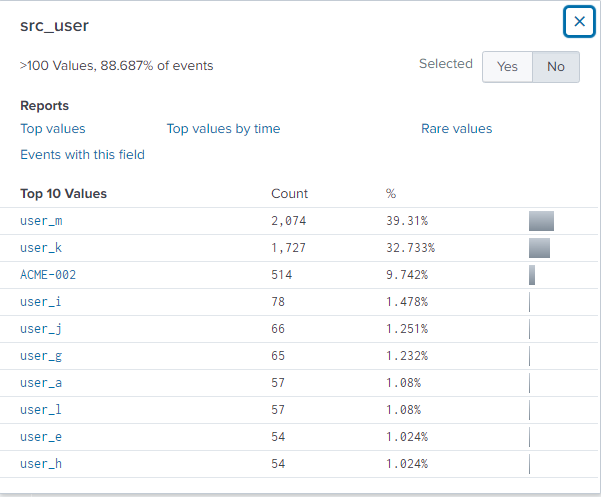 src_user
>100 Values, 88.687% of events Selected Yes No
Reports
Top values Top values by time Rare values
Events with this field
Top 10 Values Count %
user_m 2,074 39.31%
user_k 1,727 32.733%
ACME-002 514 9.742%
user_i 78 1.478%
user_j 66 1.251%
user_g 65 1.232%
user_a 57 1.08%
user_l 57 1.08%
user_e 54 1.024%
user_h 54 1.024%